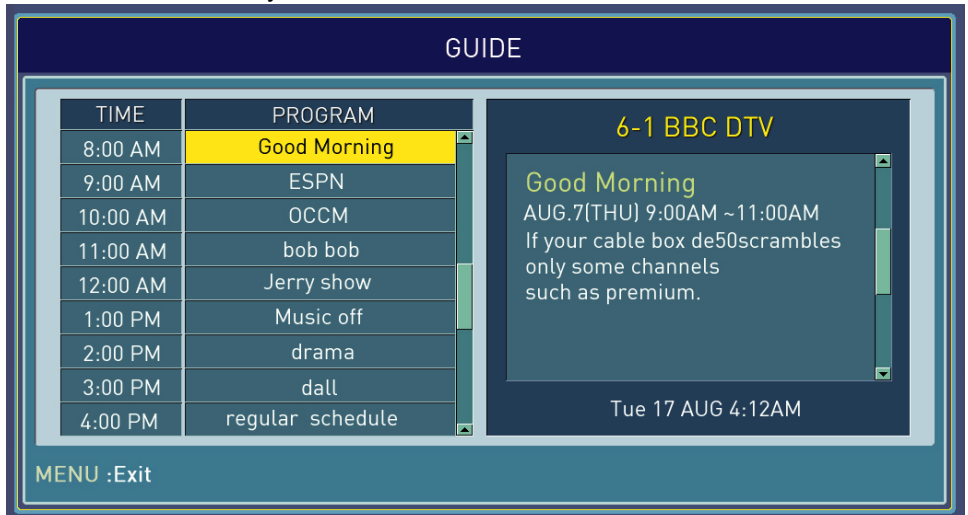 GUIDE
TIME PROGRAM
8:00 AM Good Morning
9:00 AM ESPN
10:00 AM OCCM
11:00 AM bob bob
12:00 AM Jerry show
1:00 PM Music off
2:00 PM drama
3:00 PM dall
4:00 PM regular schedule
6-1 BBC DTV
Good Morning
AUG.7(THU) 9:00AM ~11:00AM
If your cable box de50scrambles
only some channels
such as premium.
Tue 17 AUG 4:12AM
MENU :Exit